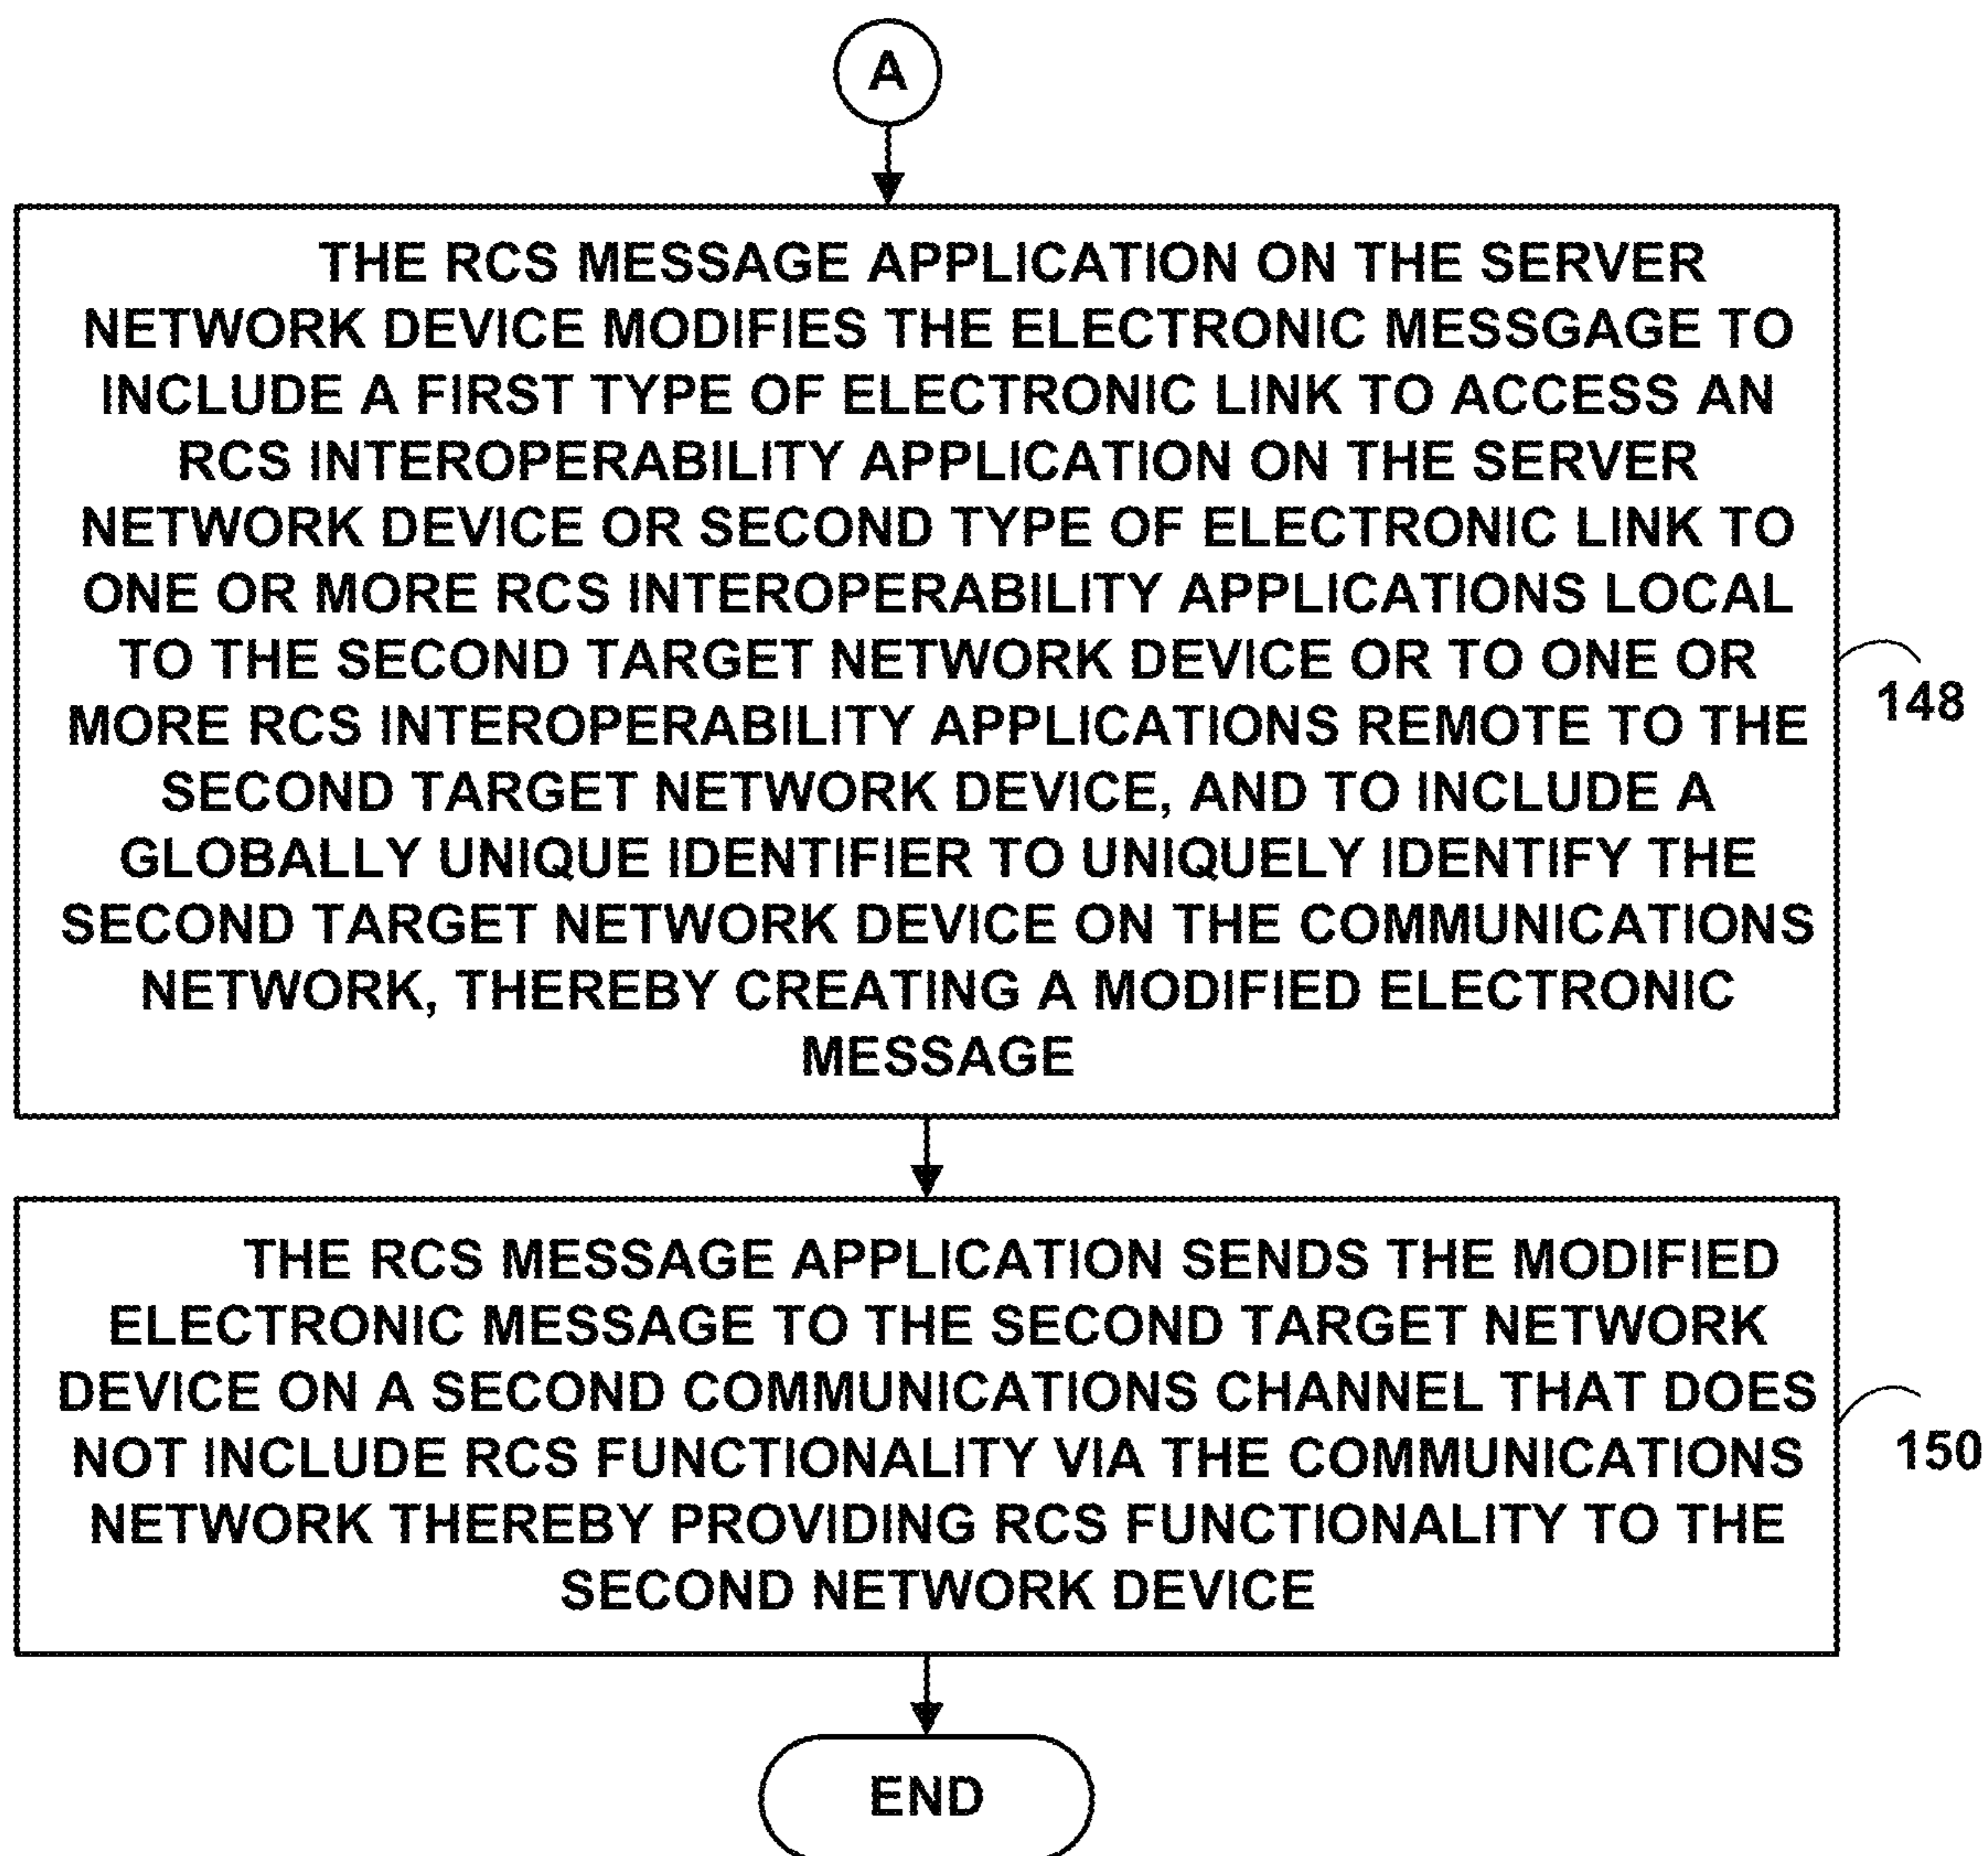 A
THE RCS MESSAGE APPLICATION ON THE SERVER
NETWORK DEVICE MODIFIES THE ELECTRONIC MESSGAGE TO
INCLUDE A FIRST TYPE OF ELECTRONIC LINK TO ACCESS AN
RCS INTEROPERABILITY APPLICATION ON THE SERVER
NETWORK DEVICE OR SECOND TYPE OF ELECTRONIC LINK TO
ONE OR MORE RCS INTEROPERABILITY APPLICATIONS LOCAL
TO THE SECOND TARGET NETWORK DEVICE OR TO ONE OR
MORE RCS INTEROPERABILITY APPLICATIONS REMOTE TO THE
SECOND TARGET NETWORK DEVICE, AND TO INCLUDE A
GLOBALLY UNIQUE IDENTIFIER TO UNIQUELY IDENTIFY THE
SECOND TARGET NETWORK DEVICE ON THE COMMUNICATIONS
NETWORK, THEREBY CREATING A MODIFIED ELECTRONIC
MESSAGE
148
THE RCS MESSAGE APPLICATION SENDS THE MODIFIED
ELECTRONIC MESSAGE TO THE SECOND TARGET NETWORK
DEVICE ON A SECOND COMMUNICATIONS CHANNEL THAT DOES
NOT INCLUDE RCS FUNCTIONALITY VIA THE COMMUNICATIONS
NETWORK THEREBY PROVIDING RCS FUNCTIONALITY TO THE
SECOND NETWORK DEVICE
150
END